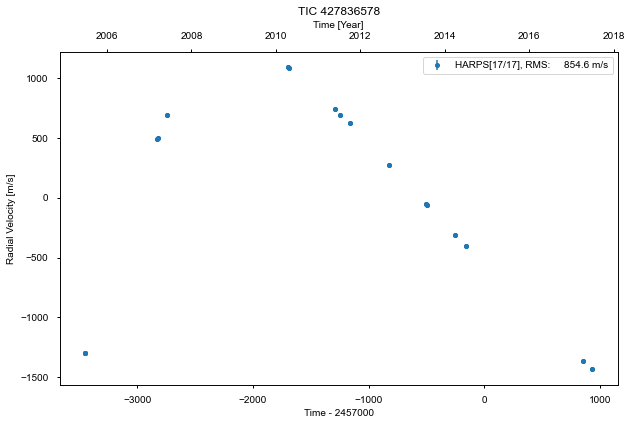 TIC 427836578
Time [Year]
2006 2008 2010 2012 2014 2016 2018
HARPS[17/17], RMS: 854.6 m/s
1000
500
0
−500
−1000
−1500
Radial Velocity [m/s]
−3000 −2000 −1000 0 1000
Time - 2457000